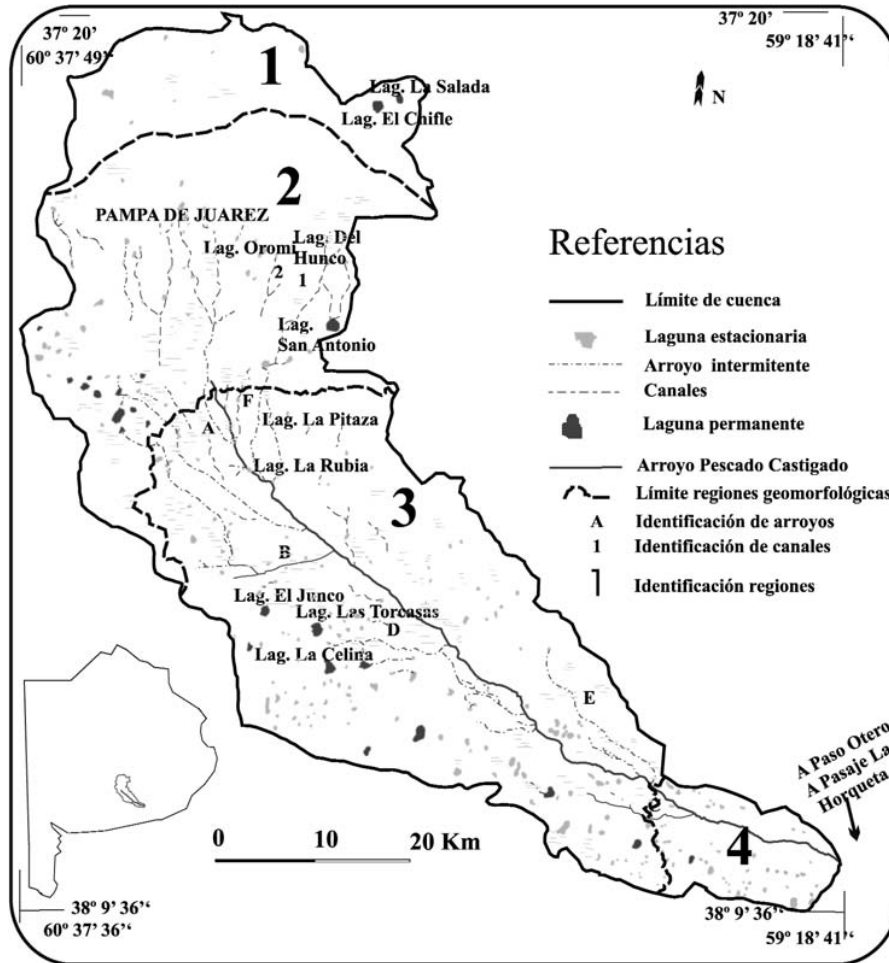 37º 20'
60º 37' 49''
37º 20'
59º 18' 41''
N
1
Lag. La Salada
Lag. El Chifle
2
PAMPA DE JUAREZ
Lag. Oromi
Lag. Del
Hunco
2
1
Lag.
San Antonio
F
A
Lag. La Pitaza
Lag. La Rubia
3
B
Lag. El Junco
Lag. Las Torcasas
D
Lag. La Celina
E
4
A Paso Otero
A Pasaje La
Horqueta
Referencias
Límite de cuenca
Laguna estacionaria
Arroyo intermitente
Canales
Laguna permanente
Arroyo Pescado Castigado
Límite regiones geomorfológicas
A Identificación de arroyos
1 Identificación de canales
Identificación regiones
0 10 20 Km
38º 9' 36''
60º 37' 36''
38º 9' 36''
59º 18' 41''